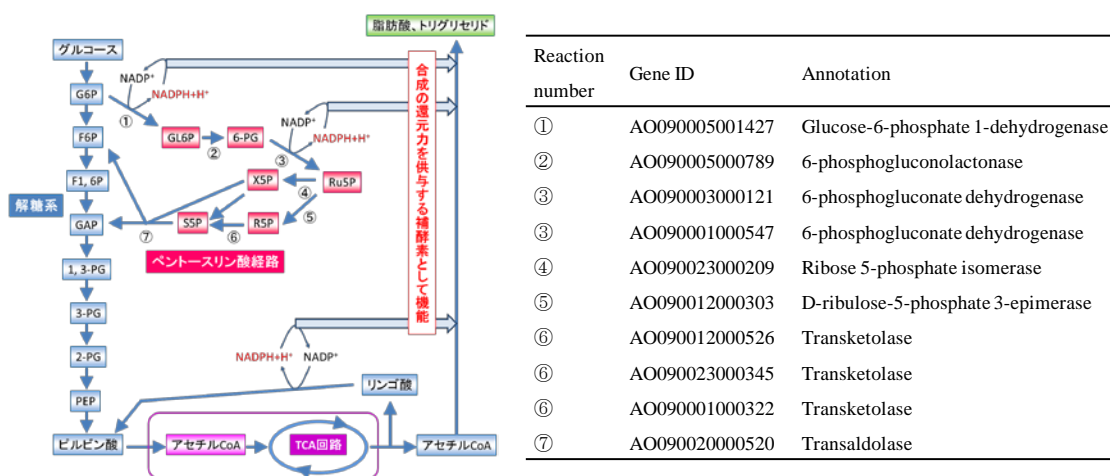 脂肪酸、トリグリセリド
グルコース
NADP⁺
NADPH+H⁺
G6P
①
NADP⁺
NADPH+H⁺
GL6P
②
6-PG
③
F6P
X5P
④
Ru5P
⑤
F1, 6P
解糖系
GAP
⑦
S5P
⑥
R5P
ペントースリン酸経路
1, 3-PG
3-PG
2-PG
PEP
ピルビン酸
合成の還元力を供与する補酵素として機能
NADPH+H⁺
NADP⁺
リンゴ酸
アセチルCoA
TCA回路
アセチルCoA
Reaction number Gene ID Annotation
① AO090005001427 Glucose-6-phosphate 1-dehydrogenase
② AO090005000789 6-phosphogluconolactonase
③ AO090003000121 6-phosphogluconate dehydrogenase
③ AO090001000547 6-phosphogluconate dehydrogenase
④ AO090023000209 Ribose 5-phosphate isomerase
⑤ AO090012000303 D-ribulose-5-phosphate 3-epimerase
⑥ AO090012000526 Transketolase
⑥ AO090023000345 Transketolase
⑥ AO090001000322 Transketolase
⑦ AO090020000520 Transaldolase